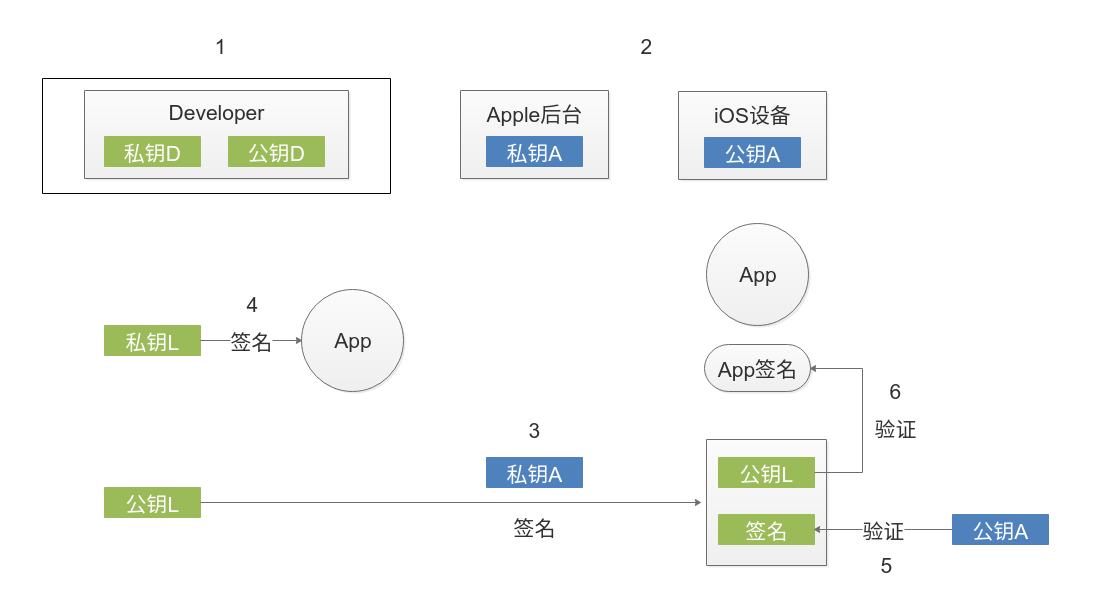 1
2
Developer
私钥D
公钥D
Apple后台
私钥A
iOS设备
公钥A
App
4
私钥L
签名
App
App签名
6
验证
3
私钥A
公钥L
签名
公钥L
签名
验证
公钥A
5